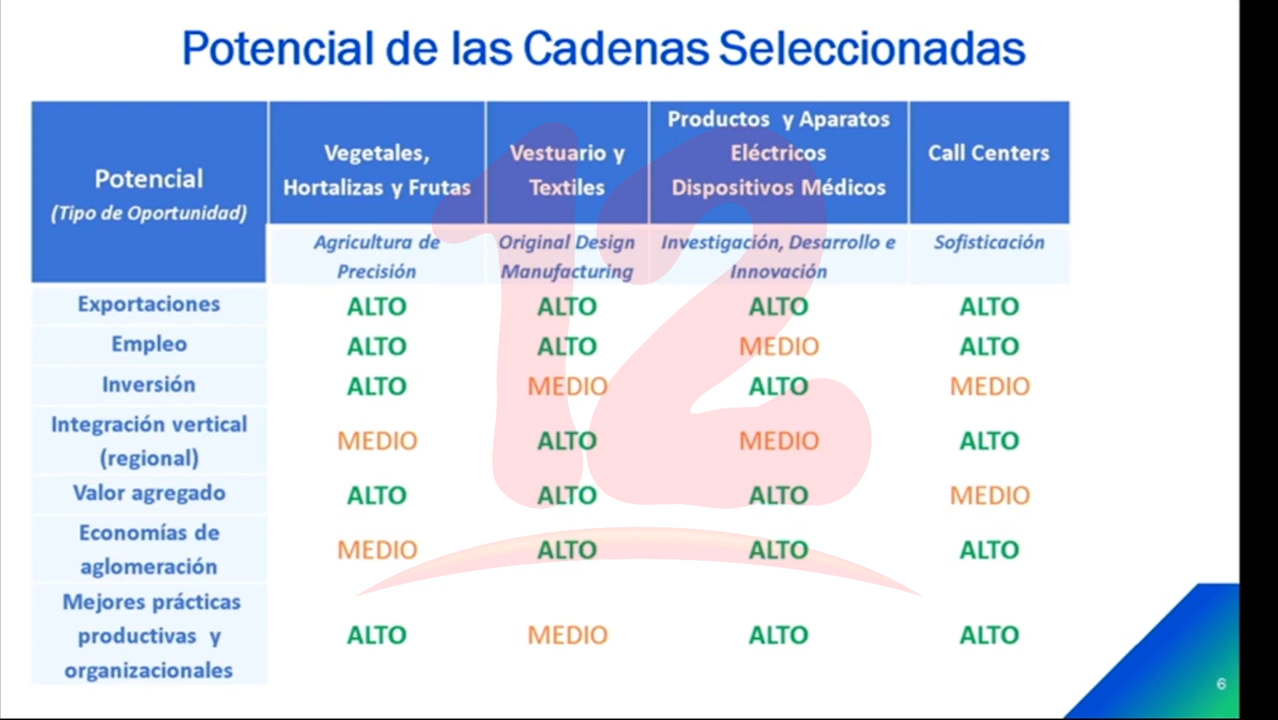 Potencial de las Cadenas Seleccionadas
Potencial
(Tipo de Oportunidad)
Vegetales,
Hortalizas y Frutas
Vestuario y
Textiles
Productos y Aparatos
Eléctricos
Dispositivos Médicos
Call Centers
Agricultura de
Precisión
Original Design
Manufacturing
Investigación, Desarrollo e
Innovación
Sofisticación
Exportaciones ALTO ALTO ALTO ALTO
Empleo ALTO ALTO MEDIO ALTO
Inversión ALTO MEDIO ALTO MEDIO
Integración vertical
(regional) MEDIO ALTO MEDIO ALTO
Valor agregado ALTO ALTO ALTO MEDIO
Economías de
aglomeración MEDIO ALTO ALTO ALTO
Mejores prácticas
productivas y
organizacionales ALTO MEDIO ALTO ALTO
12
6